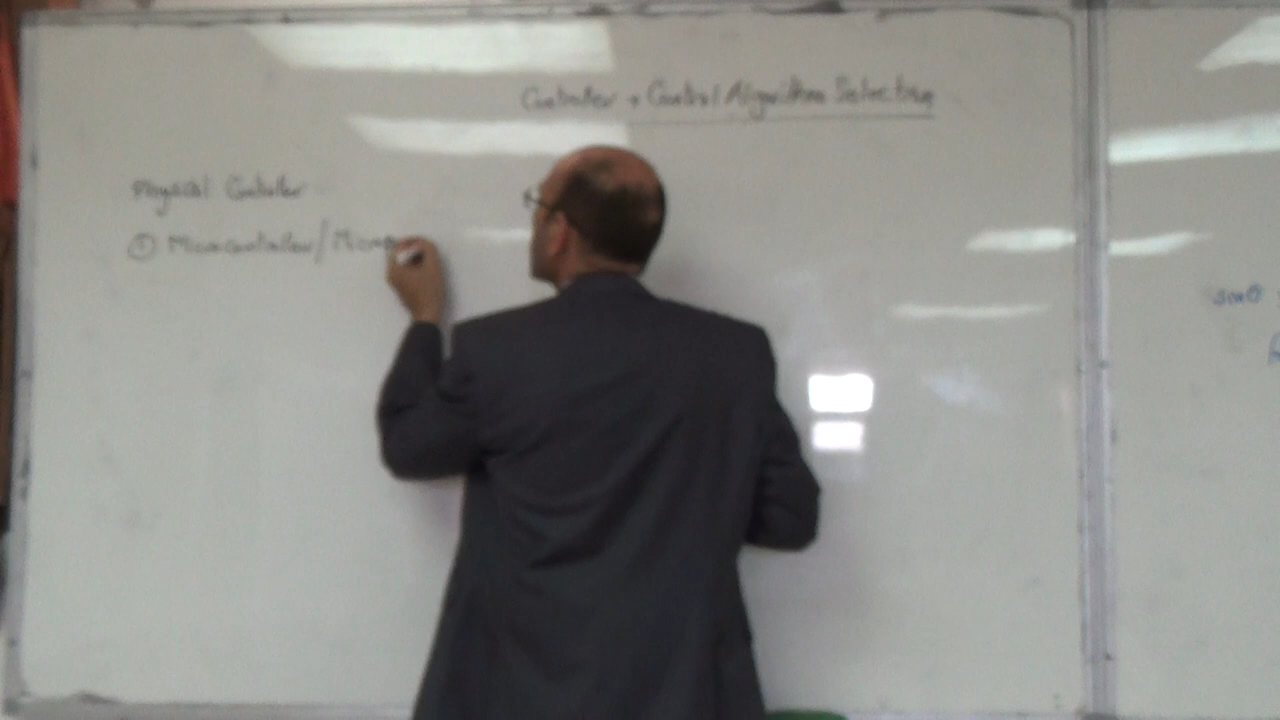 Controller + Control Algorithm Selection
Physical Controller
① Microcontroller/Microp